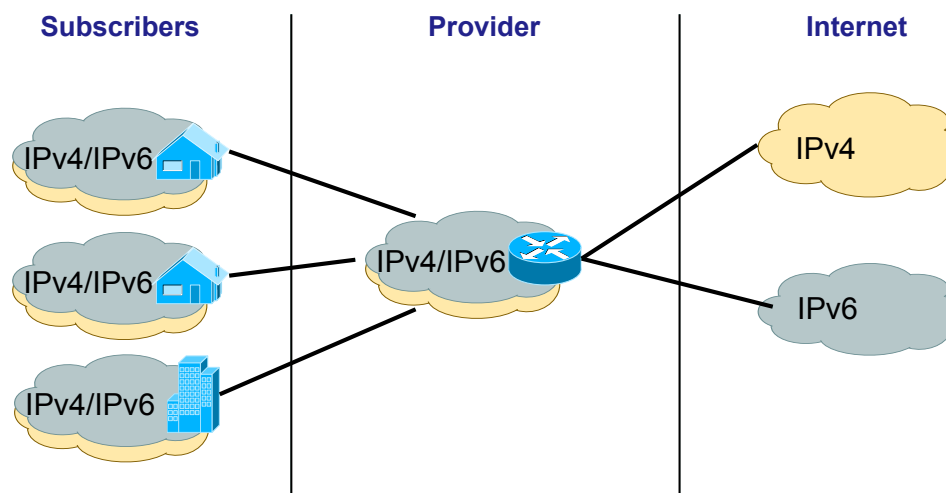 Subscribers
Provider
Internet
IPv4/IPv6
IPv4/IPv6
IPv4/IPv6
IPv4/IPv6
IPv4
IPv6